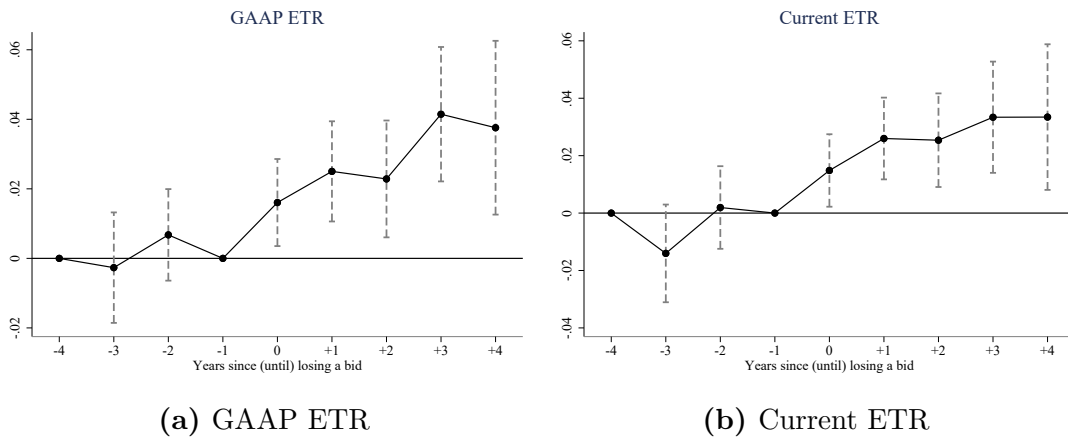 GAAP ETR
.06
.04
.02
0
-.02
-4 -3 -2 -1 0 +1 +2 +3 +4
Years since (until) losing a bid
(a) GAAP ETR
Current ETR
.06
.04
.02
0
-.02
-.04
-4 -3 -2 -1 0 +1 +2 +3 +4
Years since (until) losing a bid
(b) Current ETR